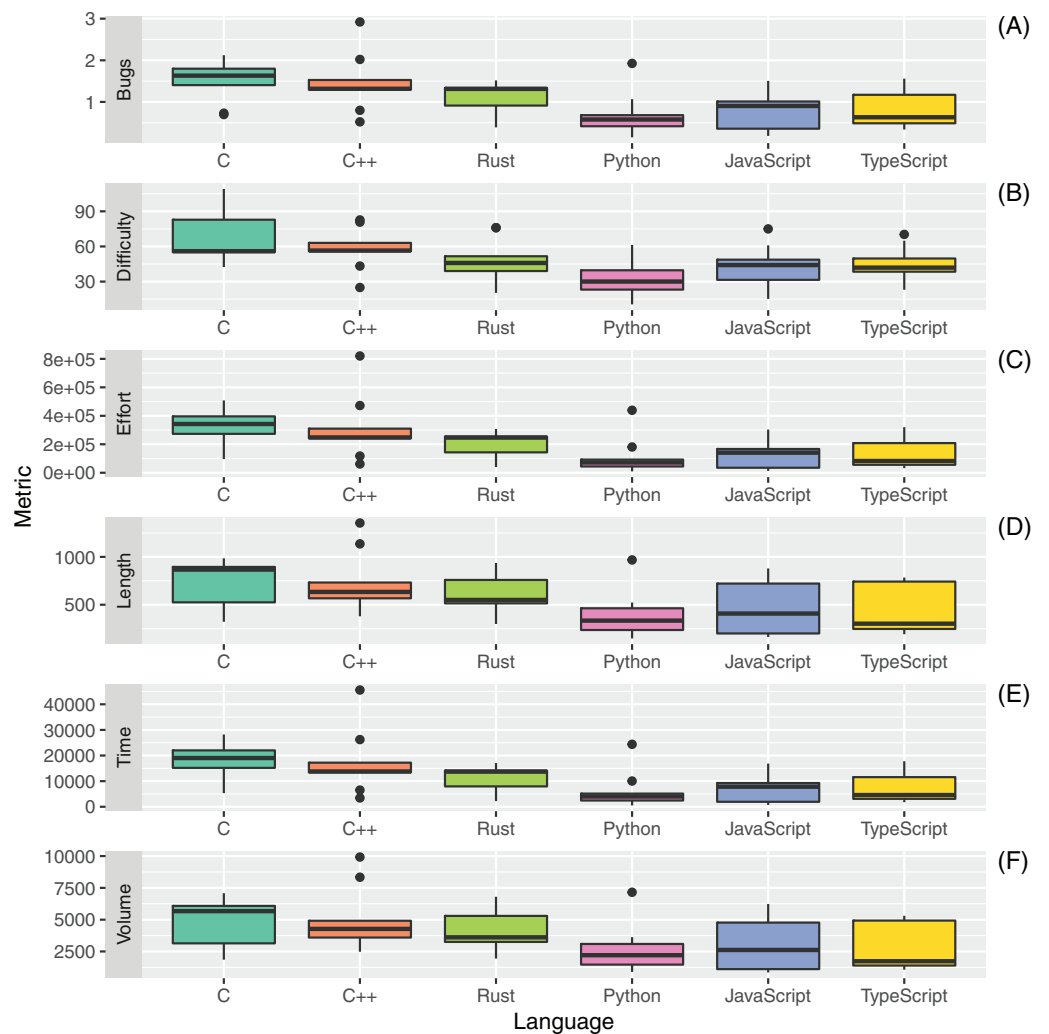 (A)
Bugs
3
2
1
C C++ Rust Python JavaScript TypeScript
(B)
Difficulty
90
60
30
C C++ Rust Python JavaScript TypeScript
(C)
Effort
8e+05
6e+05
4e+05
2e+05
0e+00
C C++ Rust Python JavaScript TypeScript
Metric
(D)
Length
1000
500
C C++ Rust Python JavaScript TypeScript
(E)
Time
40000
30000
20000
10000
0
C C++ Rust Python JavaScript TypeScript
(F)
Volume
10000
7500
5000
2500
C C++ Rust Python JavaScript TypeScript
Language